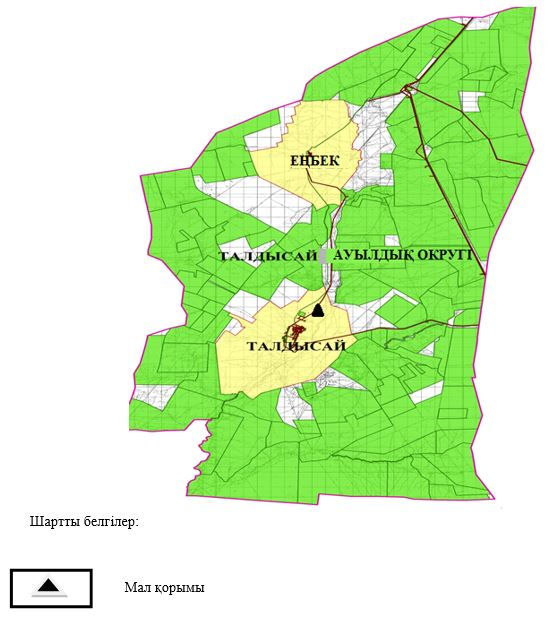 ЕҢБЕК
ТАЛДЫСАЙ АУЫЛДЫҚ ОКРУГІ
ТАЛДЫСАЙ
Шартты белгілер:
Мал қорымы